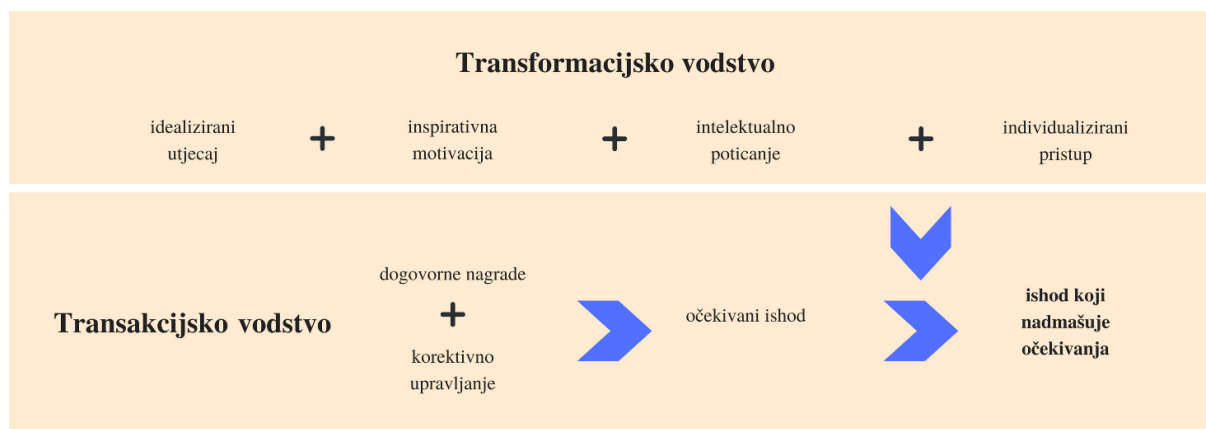 Transformacijsko vodstvo
idealizirani
utjecaj
+
inspirativna
motivacija
+
intelektualno
poticanje
+
individualizirani
pristup
Transakcijsko vodstvo
dogovorne nagrade
+
korektivno
upravljanje
očekivani ishod
ishod koji
nadmašuje
očekivanja